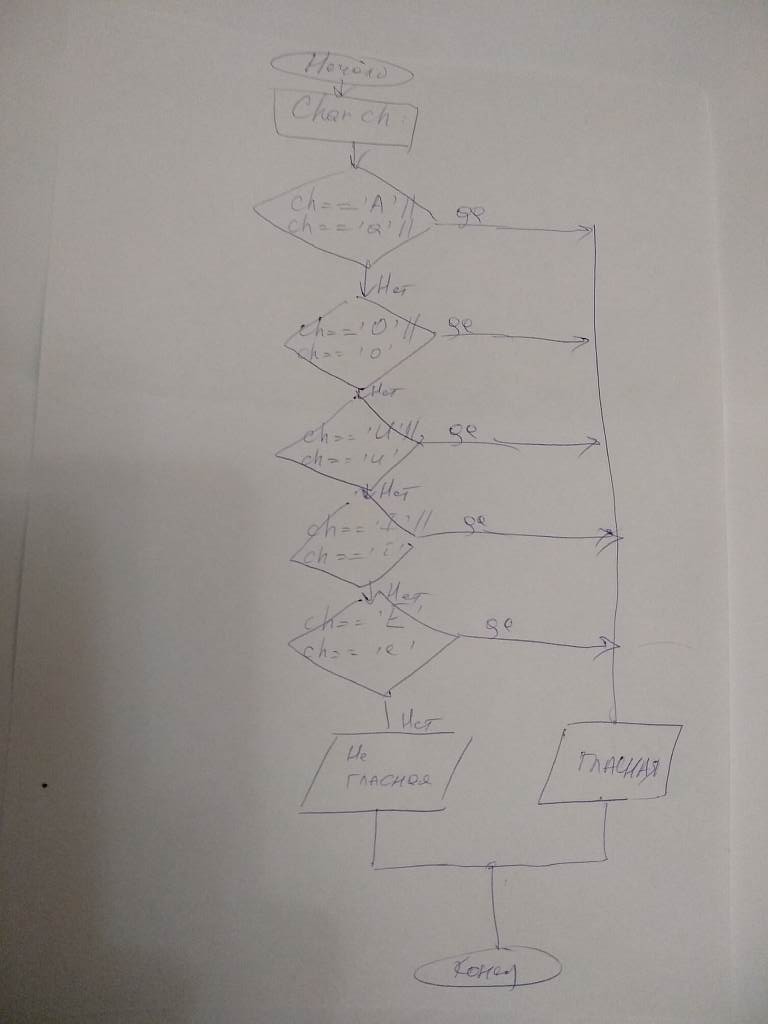 Начало
Char ch;
ch=='A'||
ch=='a'||
да
Нет
ch=='O'||
ch=='o'
да
Нет
ch=='U'||
ch=='u'
да
Нет
ch=='I'||
ch=='i'
да
Нет
ch=='E'
ch=='e'
да
Нет
Не
гласная
гласная
Конец